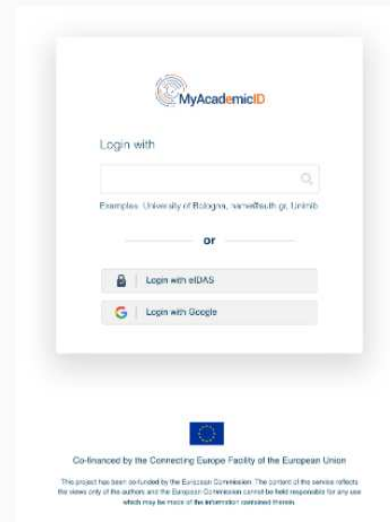 MyAcademicID
Login with
Examples: University of Bologna, name@auth.gr, Unimib
or
Login with eIDAS
Login with Google
Co-financed by the Connecting Europe Facility of the European Union
This project has been co-funded by the European Commission. The content of the service reflects
the views only of the authors and the European Commission cannot be held responsible for any use
which may be made of the information contained therein.